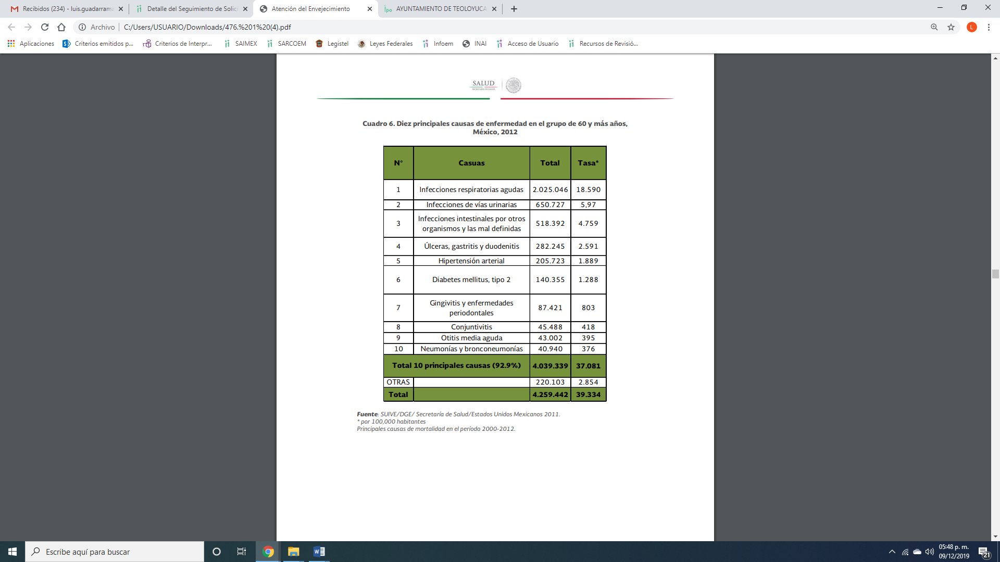 Recibidos (234) - luis.guadarrama
Detalle del Seguimiento de Solici
Atención del Envejecimiento
ipo AYUNTAMIENTO DE TEOLOYUCA
Archivo | C:/Users/USUARIO/Downloads/476.%201%20(4).pdf
L
Aplicaciones
Criterios emitidos p...
Criterios de Interpr...
SAIMEX
SARCOEM
Legistel
Leyes Federales
Infoem
INAI
Acceso de Usuario
Recursos de Revisió...
SALUD
SECRETARÍA DE SALUD
Cuadro 6. Diez principales causas de enfermedad en el grupo de 60 y más años,
México, 2012
N° Casuas Total Tasa*
1 Infecciones respiratorias agudas 2.025.046 18.590
2 Infecciones de vías urinarias 650.727 5,97
3 Infecciones intestinales por otros organismos y las mal definidas 518.392 4.759
4 Úlceras, gastritis y duodenitis 282.245 2.591
5 Hipertensión arterial 205.723 1.889
6 Diabetes mellitus, tipo 2 140.355 1.288
7 Gingivitis y enfermedades periodontales 87.421 803
8 Conjuntivitis 45.488 418
9 Otitis media aguda 43.002 395
10 Neumonías y bronconeumonías 40.940 376
Total 10 principales causas (92.9%) 4.039.339 37.081
OTRAS 220.103 2.854
Total 4.259.442 39.334
Fuente: SUIVE/DGE/ Secretaría de Salud/Estados Unidos Mexicanos 2011.
* por 100,000 habitantes
Principales causas de mortalidad en el período 2000-2012.
Escribe aquí para buscar
05:48 p. m.
09/12/2019
21